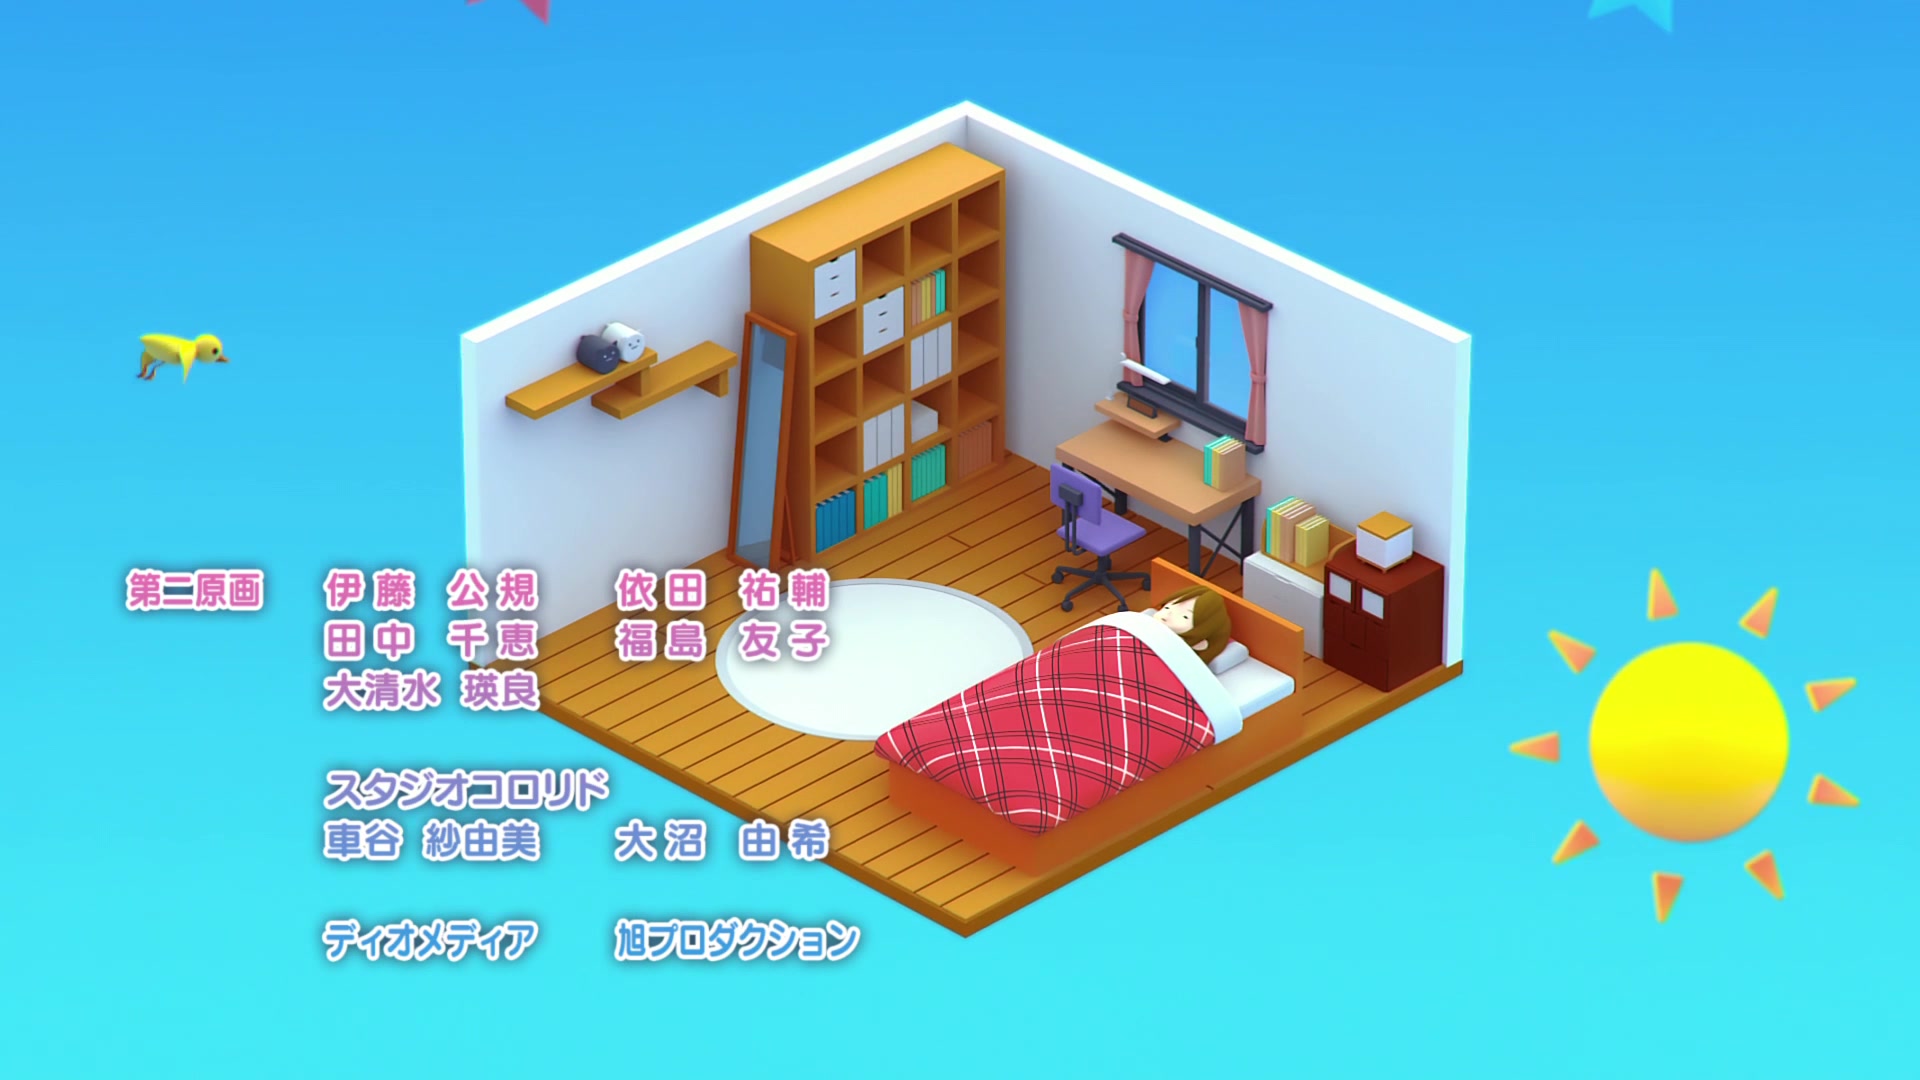 第二原画 伊藤 公規 依田 祐輔
田中 千恵 福島 友子
大清水 瑛良
スタジオコロリド
車谷 紗由美 大沼 由希
ディオメディア 旭プロダクション